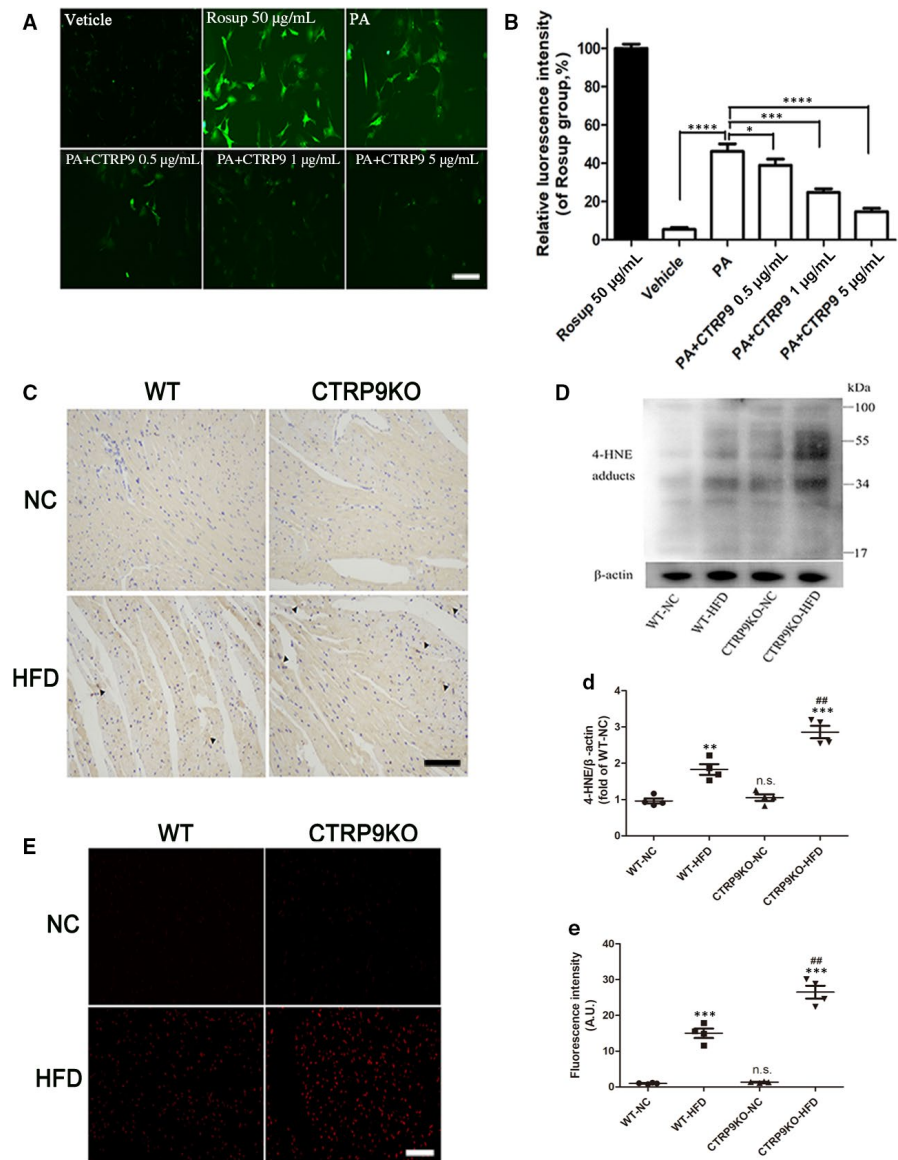 A
Veticle
Rosup 50 µg/mL
PA
PA+CTRP9 0.5 µg/mL
PA+CTRP9 1 µg/mL
PA+CTRP9 5 µg/mL
B
Relative luorescence intensity
(of Rosup group,%)
100
80
60
40
20
0
****
*
***
****
Rosup 50 µg/mL
Vehicle
PA
PA+CTRP9 0.5 µg/mL
PA+CTRP9 1 µg/mL
PA+CTRP9 5 µg/mL
C
WT
CTRP9KO
NC
HFD
D
kDa
100
55
34
17
4-HNE
adducts
β-actin
WT-NC
WT-HFD
CTRP9KO-NC
CTRP9KO-HFD
d
4-HNE/β -actin
(fold of WT-NC)
4
3
2
1
0
**
n.s.
##
***
WT-NC
WT-HFD
CTRP9KO-NC
CTRP9KO-HFD
E
WT
CTRP9KO
NC
HFD
e
Fluorescence intensity
(A.U.)
40
30
20
10
0
***
n.s.
##
***
WT-NC
WT-HFD
CTRP9KO-NC
CTRP9KO-HFD